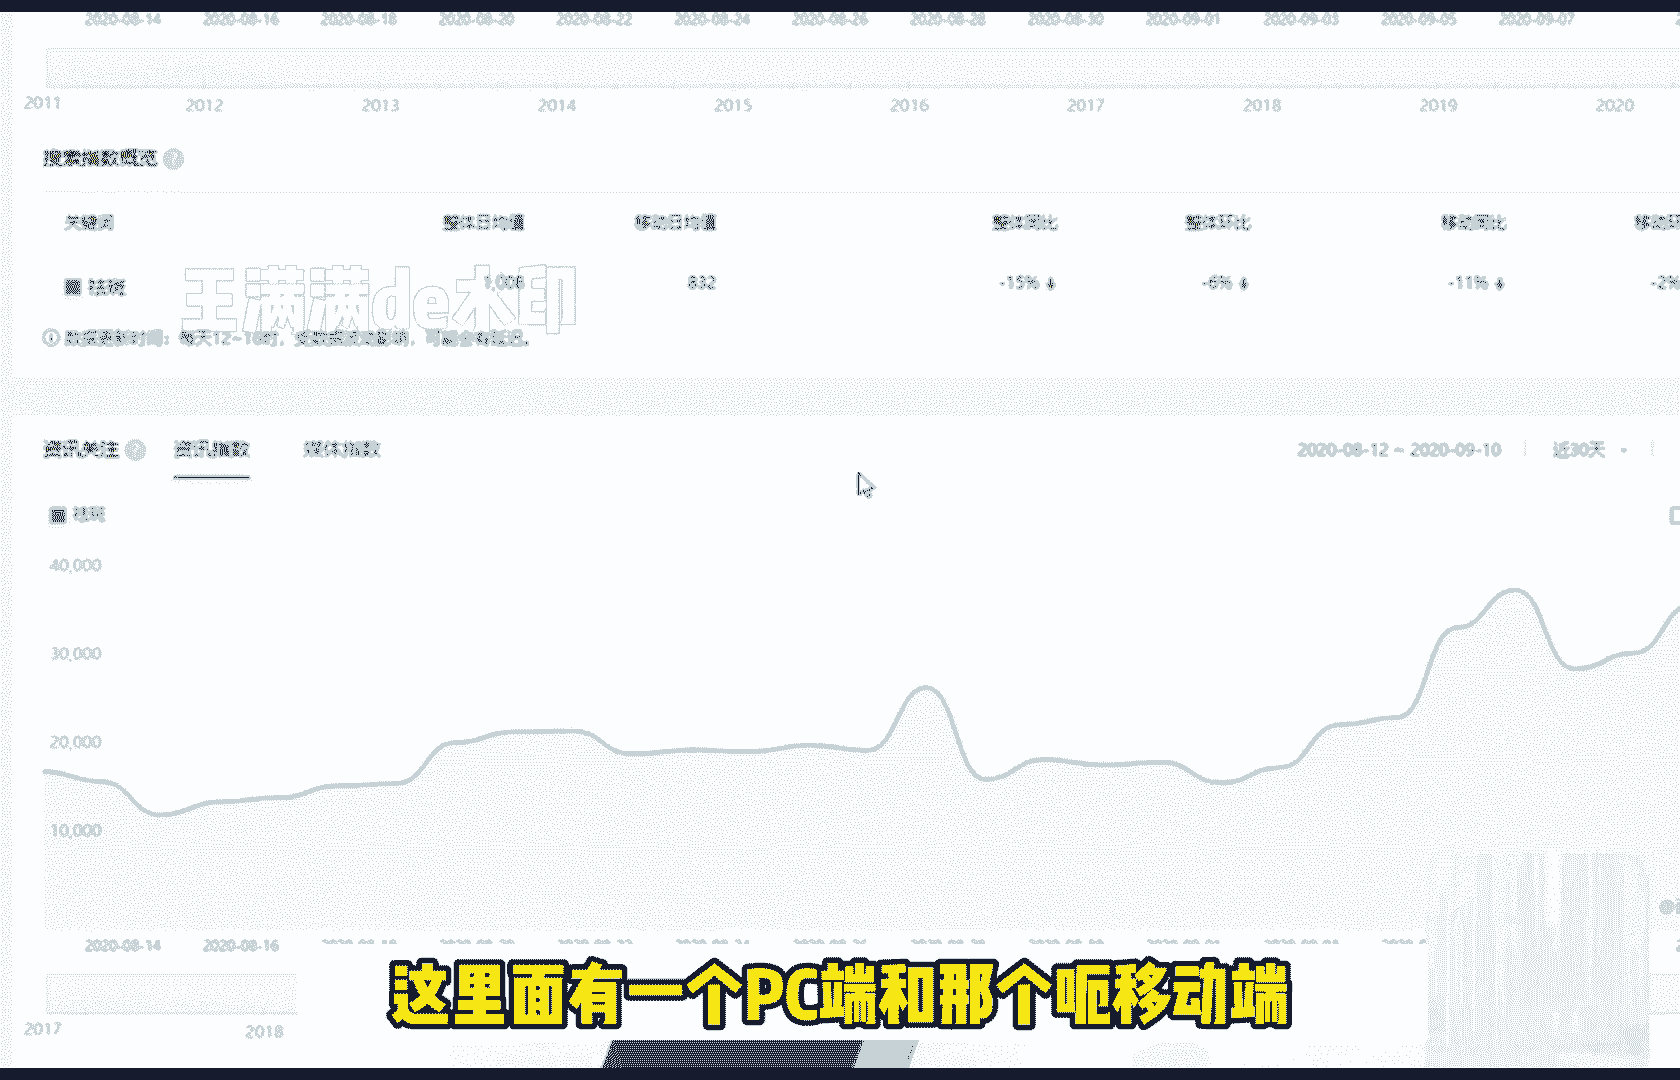 2020-08-14 2020-08-16 2020-08-18 2020-08-20 2020-08-22 2020-08-24 2020-08-26 2020-08-28 2020-08-30 2020-09-01 2020-09-03 2020-09-05 2020-09-07
2011 2012 2013 2014 2015 2016 2017 2018 2019 2020
搜索指数概览
关键词 整体日均值 移动日均值 整体同比 整体环比 移动同比
1,008 832 -15% -6% -11% -2%
王满满de木印
数据更新时间：每天12~16时，受数据波动影响，可能会有延迟。
资讯关注 资讯指数 媒体指数 2020-08-12 ~ 2020-09-10 近30天
40,000
30,000
20,000
10,000
2020-08-14 2020-08-16
这里面有一个PC端和那个呃移动端
2017 2018